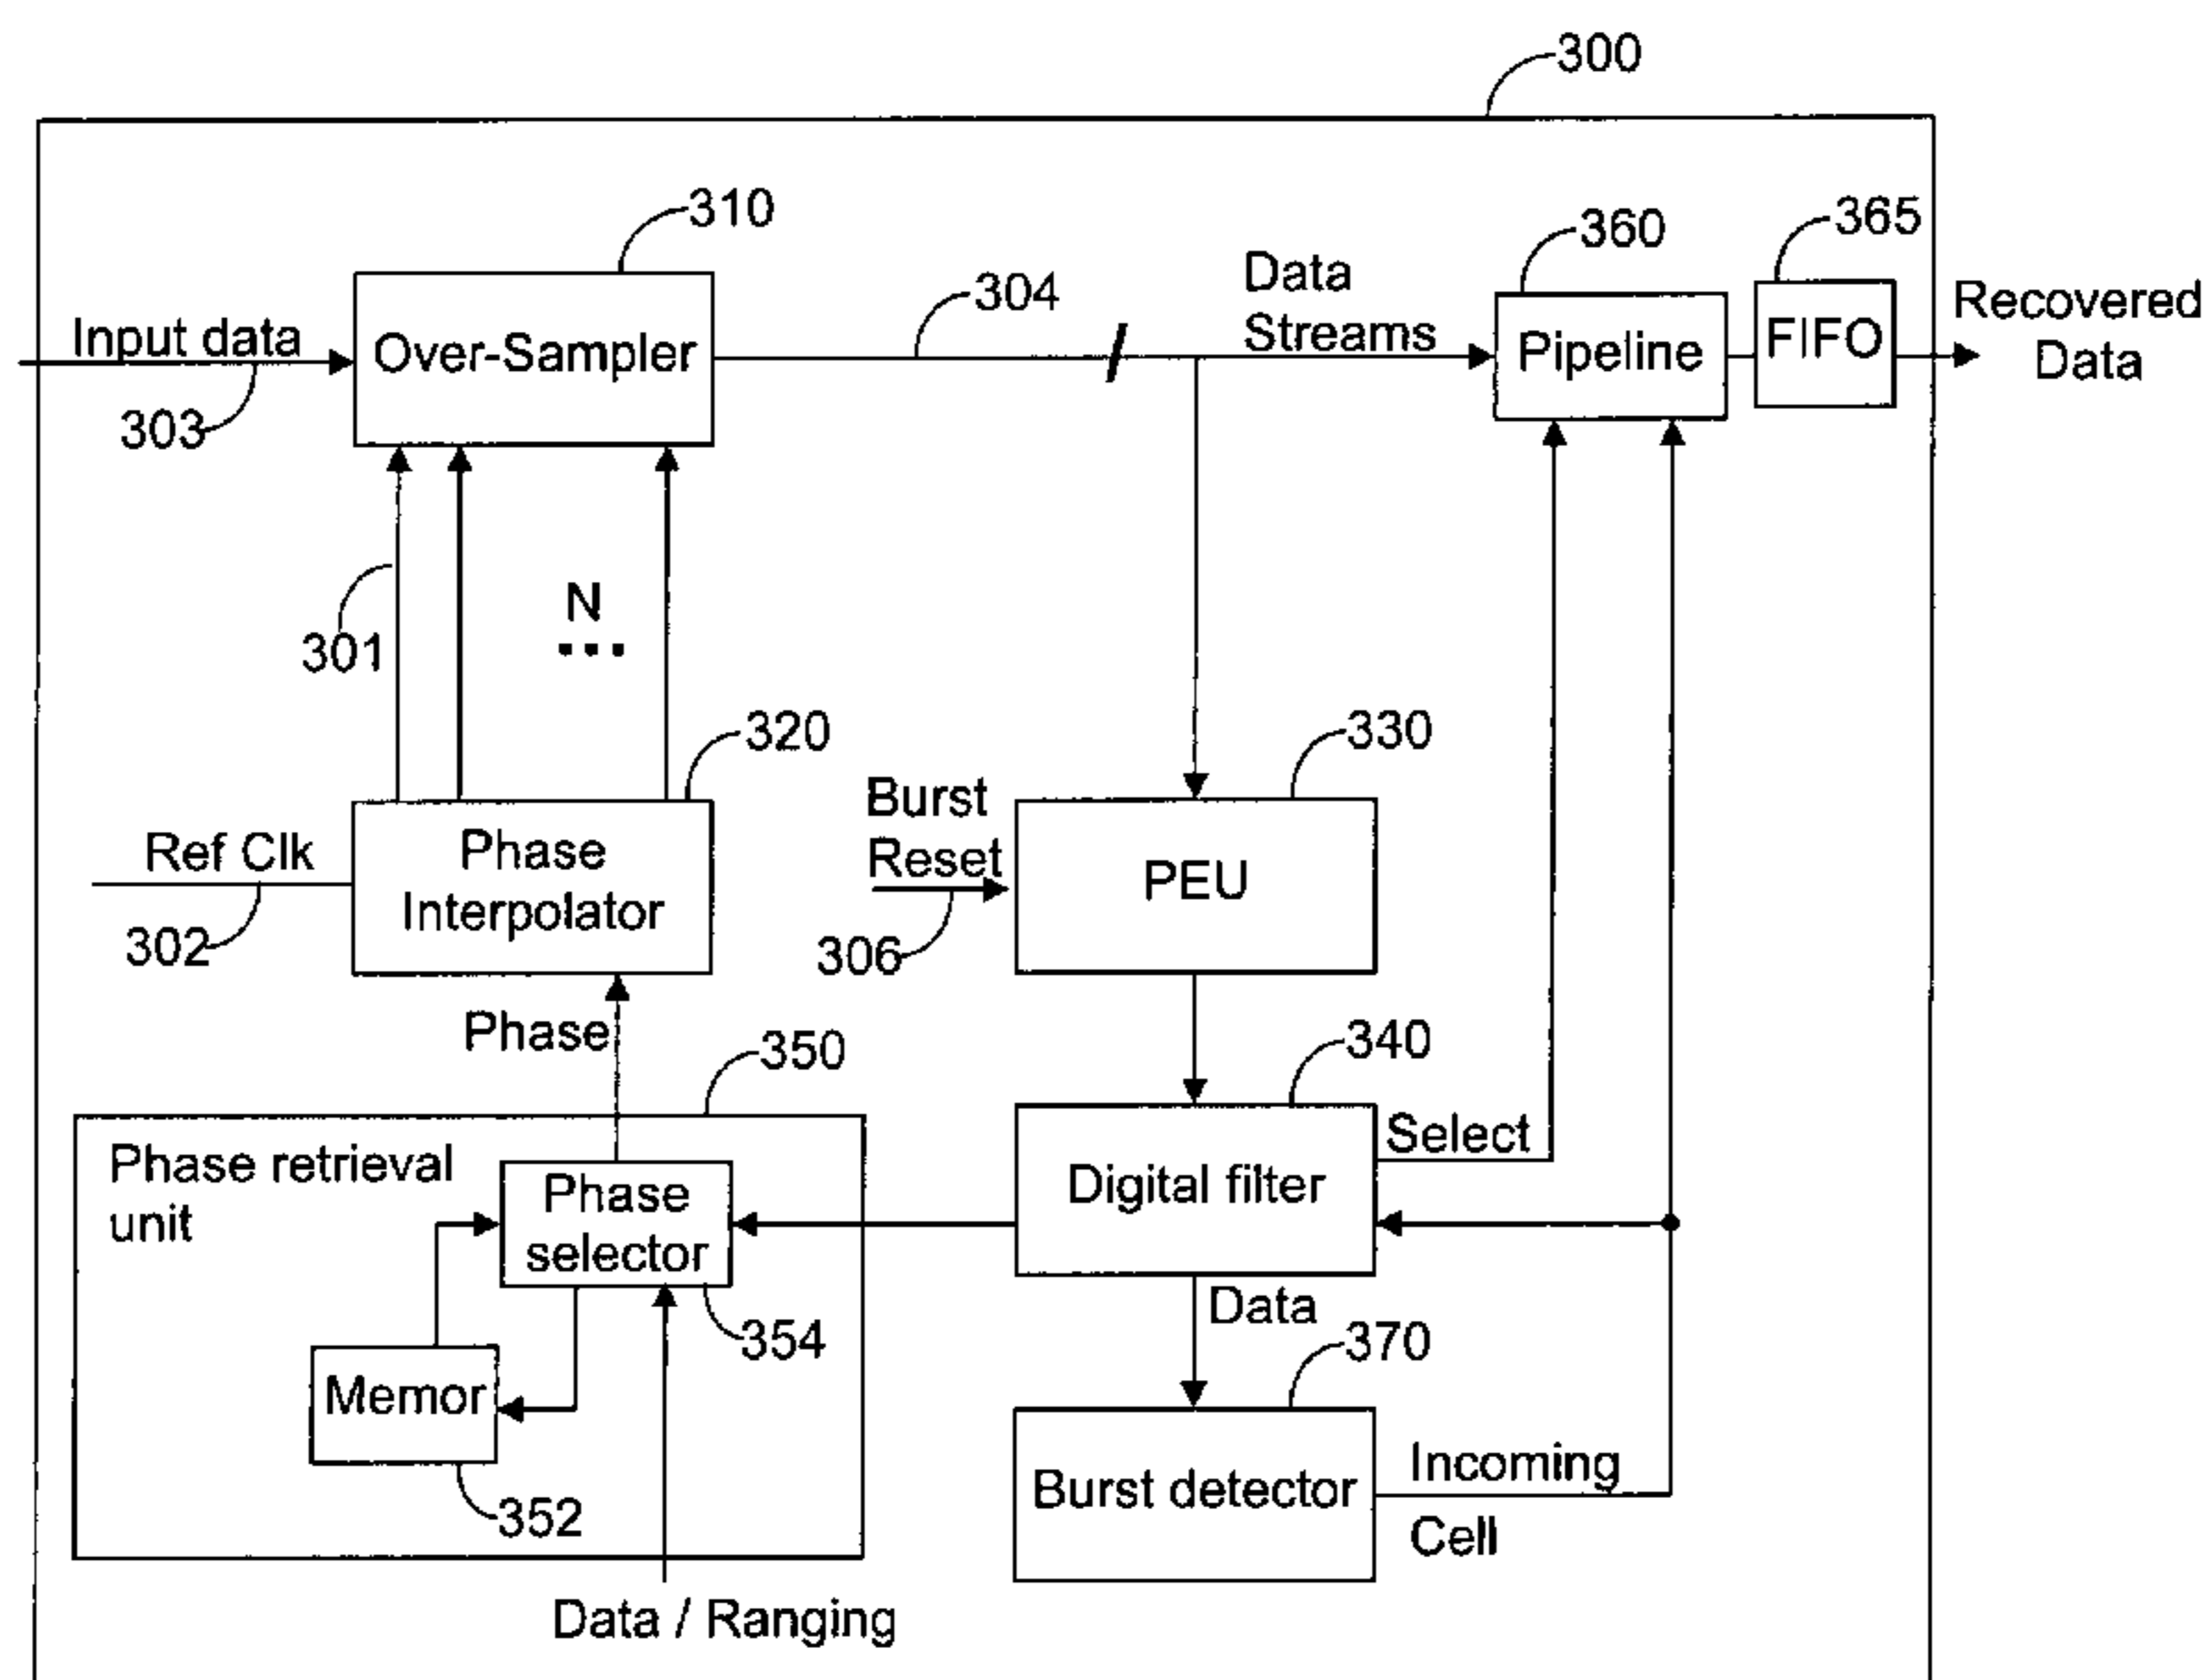 300
310
360
365
304
Data
Streams
Input data
Over-Sampler
Pipeline
FIFO
Recovered
Data
303
N
...
301
320
330
Burst
Reset
Ref Clk
Phase
Interpolator
PEU
302
306
Phase
350
340
Phase retrieval
unit
Phase
selector
Digital filter
Select
Data
354
370
Memor
352
Burst detector
Incoming
Cell
Data / Ranging